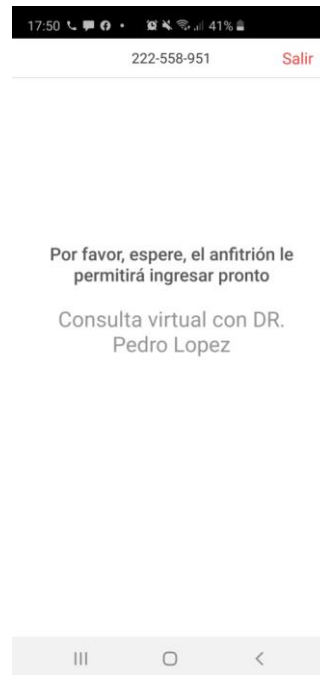 17:50 41%
222-558-951 Salir
Por favor, espere, el anfitrión le
permitirá ingresar pronto
Consulta virtual con DR.
Pedro Lopez